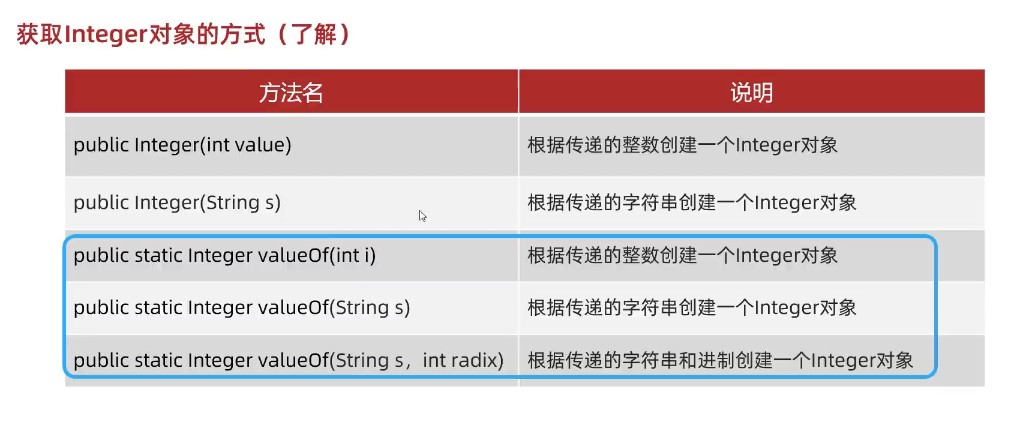 获取Integer对象的方式（了解）
方法名 说明
public Integer(int value) 根据传递的整数创建一个Integer对象
public Integer(String s) 根据传递的字符串创建一个Integer对象
public static Integer valueOf(int i) 根据传递的整数创建一个Integer对象
public static Integer valueOf(String s) 根据传递的字符串创建一个Integer对象
public static Integer valueOf(String s，int radix) 根据传递的字符串和进制创建一个Integer对象